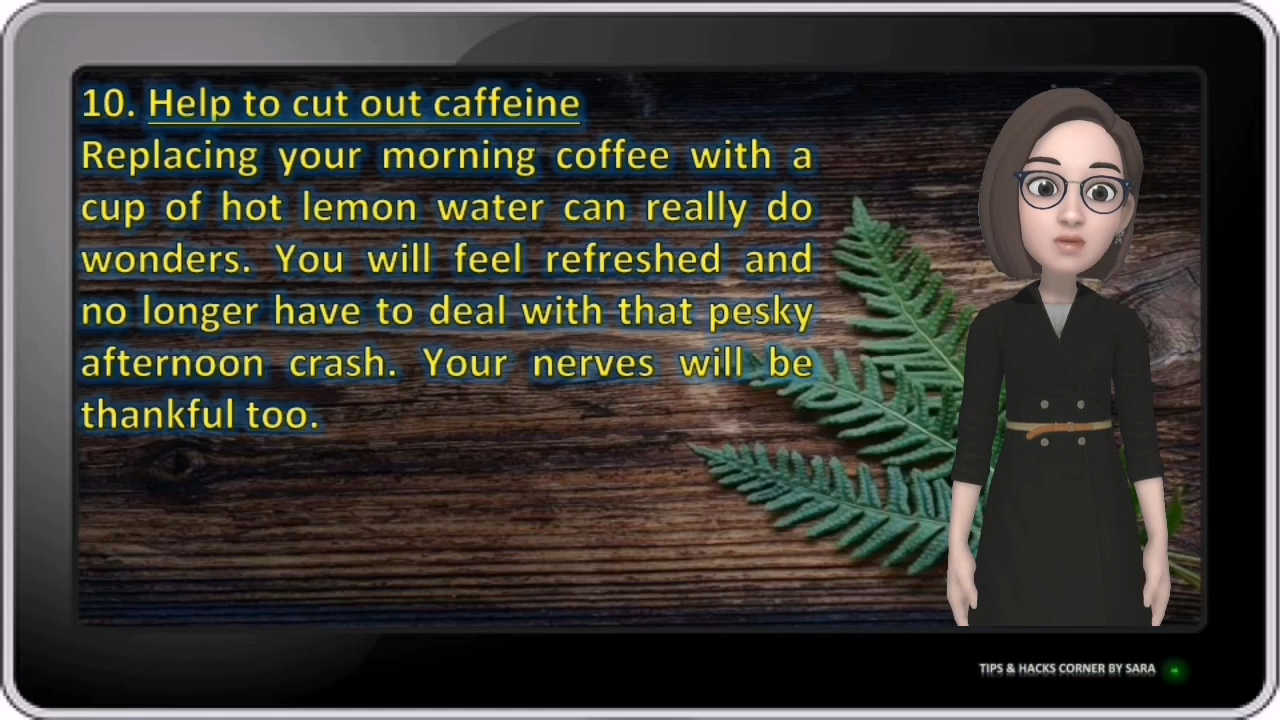 10. Help to cut out caffeine
Replacing your morning coffee with a
cup of hot lemon water can really do
wonders. You will feel refreshed and
no longer have to deal with that pesky
afternoon crash. Your nerves will be
thankful too.
TIPS & HACKS CORNER BY SARA